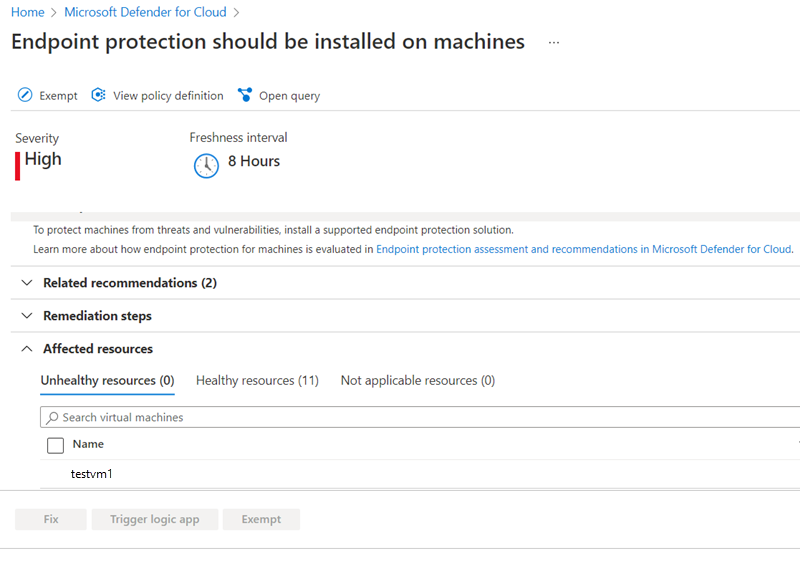 Home > Microsoft Defender for Cloud >
Endpoint protection should be installed on machines ...
Exempt View policy definition Open query
Severity Freshness interval
High 8 Hours
To protect machines from threats and vulnerabilities, install a supported endpoint protection solution.
Learn more about how endpoint protection for machines is evaluated in Endpoint protection assessment and recommendations in Microsoft Defender for Cloud.
Related recommendations (2)
Remediation steps
Affected resources
Unhealthy resources (0) Healthy resources (11) Not applicable resources (0)
Search virtual machines
Name
testvm1
Fix Trigger logic app Exempt